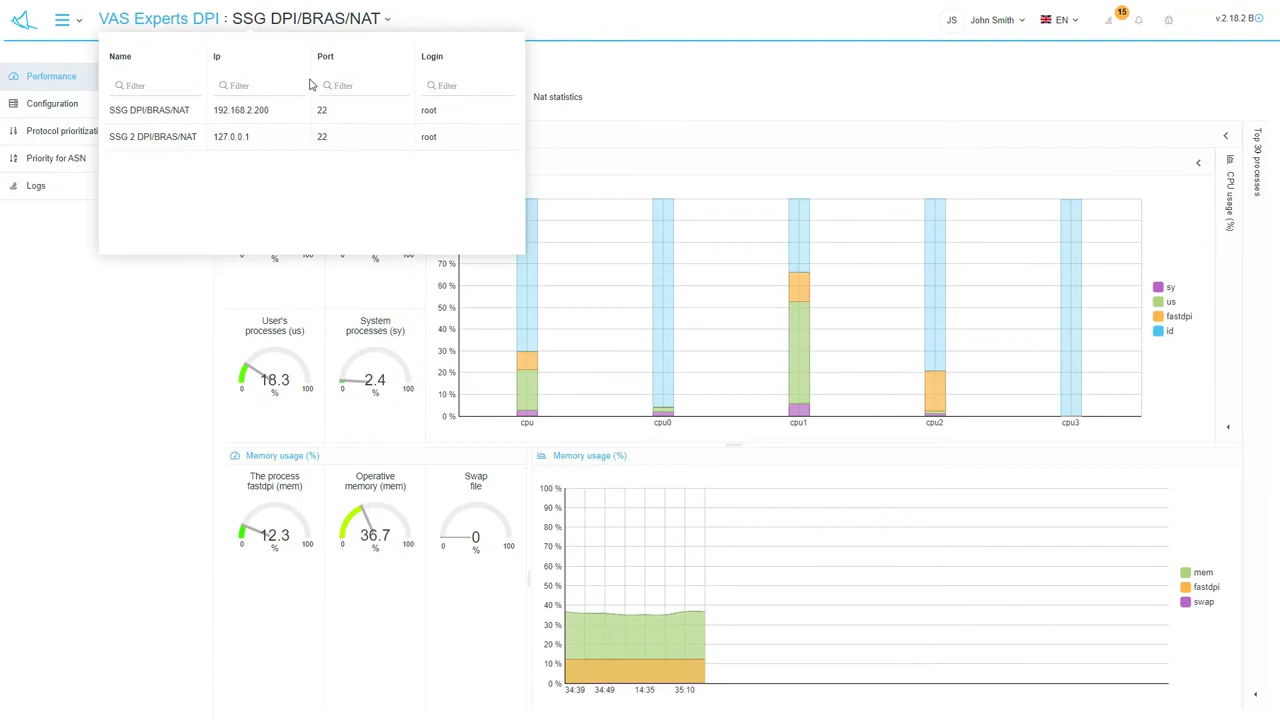 VAS Experts DPI : SSG DPI/BRAS/NAT
JS John Smith EN 15 v.2.18.2 B
Name Ip Port Login
Filter Filter Filter Filter
SSG DPI/BRAS/NAT 192.168.2.200 22 root
SSG 2 DPI/BRAS/NAT 127.0.0.1 22 root
Performance
Configuration
Protocol prioritizati
Priority for ASN
Logs
Nat statistics
Top 30 processes
CPU usage (%)
% %
User's processes (us)
18.3
0 % 100
System processes (sy)
2.4
0 % 100
70 %
60 %
50 %
40 %
30 %
20 %
10 %
0 %
cpu cpu0 cpu1 cpu2 cpu3
sy
us
fastdpi
id
Memory usage (%)
The process fastdpi (mem)
12.3
0 % 100
Operative memory (mem)
36.7
0 % 100
Swap file
0
0 % 100
Memory usage (%)
100 %
90 %
80 %
70 %
60 %
50 %
40 %
30 %
20 %
10 %
0 %
34:39 34:49 14:35 35:10
mem
fastdpi
swap